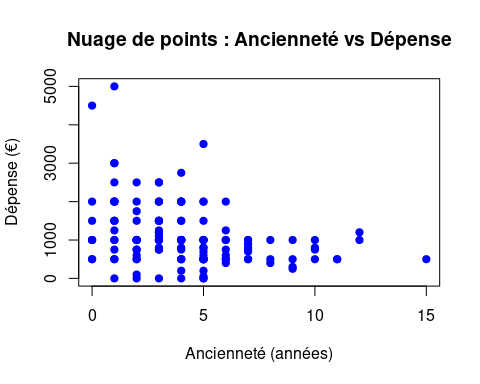 Nuage de points : Ancienneté vs Dépense
Dépense (€)
5000
3000
1000
0
0 5 10 15
Ancienneté (années)